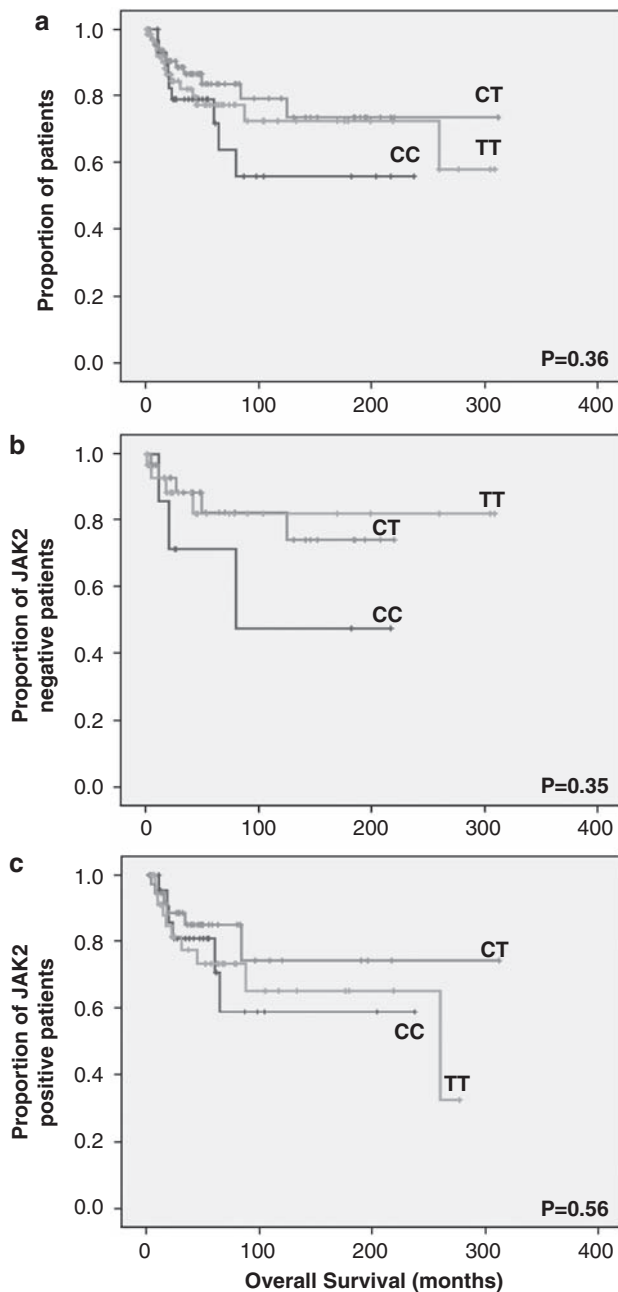 a
Proportion of patients
1.0
0.8
0.6
0.4
0.2
0.0
CT
TT
CC
P=0.36
0 100 200 300 400
b
Proportion of JAK2
negative patients
1.0
0.8
0.6
0.4
0.2
0.0
TT
CT
CC
P=0.35
0 100 200 300 400
c
Proportion of JAK2
positive patients
1.0
0.8
0.6
0.4
0.2
0.0
CT
CC
TT
P=0.56
0 100 200 300 400
Overall Survival (months)